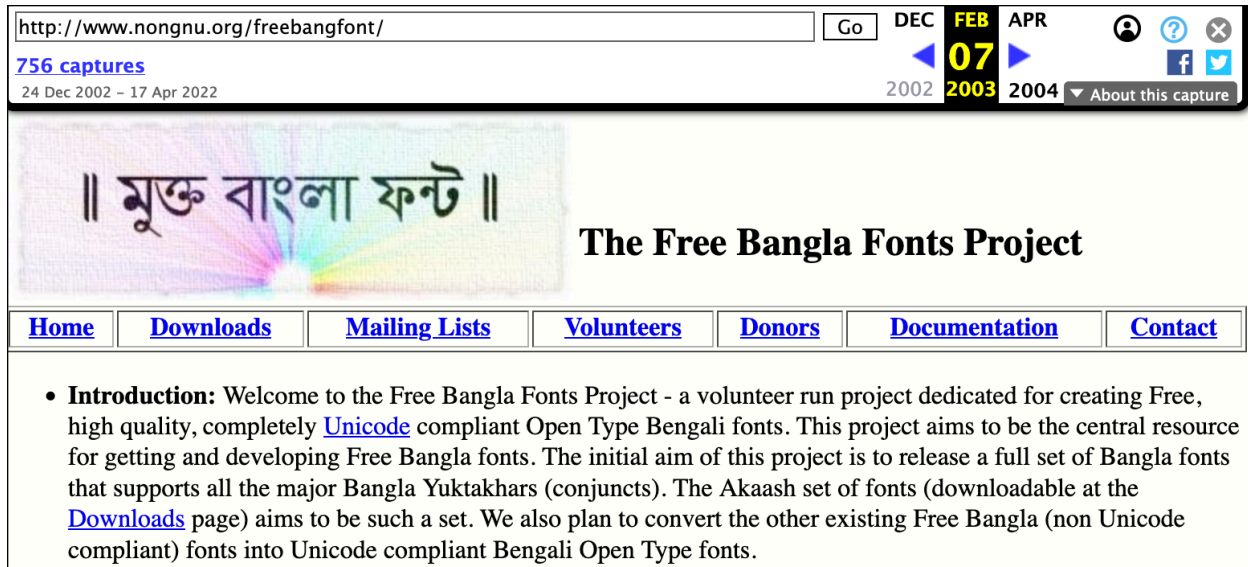 http://www.nongnu.org/freebangfont/
Go
DEC FEB APR
756 captures
07
24 Dec 2002 – 17 Apr 2022
2002 2003 2004
f
▼ About this capture
॥ মুক্ত বাংলা ফন্ট ॥
The Free Bangla Fonts Project
Home Downloads Mailing Lists Volunteers Donors Documentation Contact
• Introduction: Welcome to the Free Bangla Fonts Project - a volunteer run project dedicated for creating Free,
high quality, completely Unicode compliant Open Type Bengali fonts. This project aims to be the central resource
for getting and developing Free Bangla fonts. The initial aim of this project is to release a full set of Bangla fonts
that supports all the major Bangla Yuktakhars (conjuncts). The Akaash set of fonts (downloadable at the
Downloads page) aims to be such a set. We also plan to convert the other existing Free Bangla (non Unicode
compliant) fonts into Unicode compliant Bengali Open Type fonts.